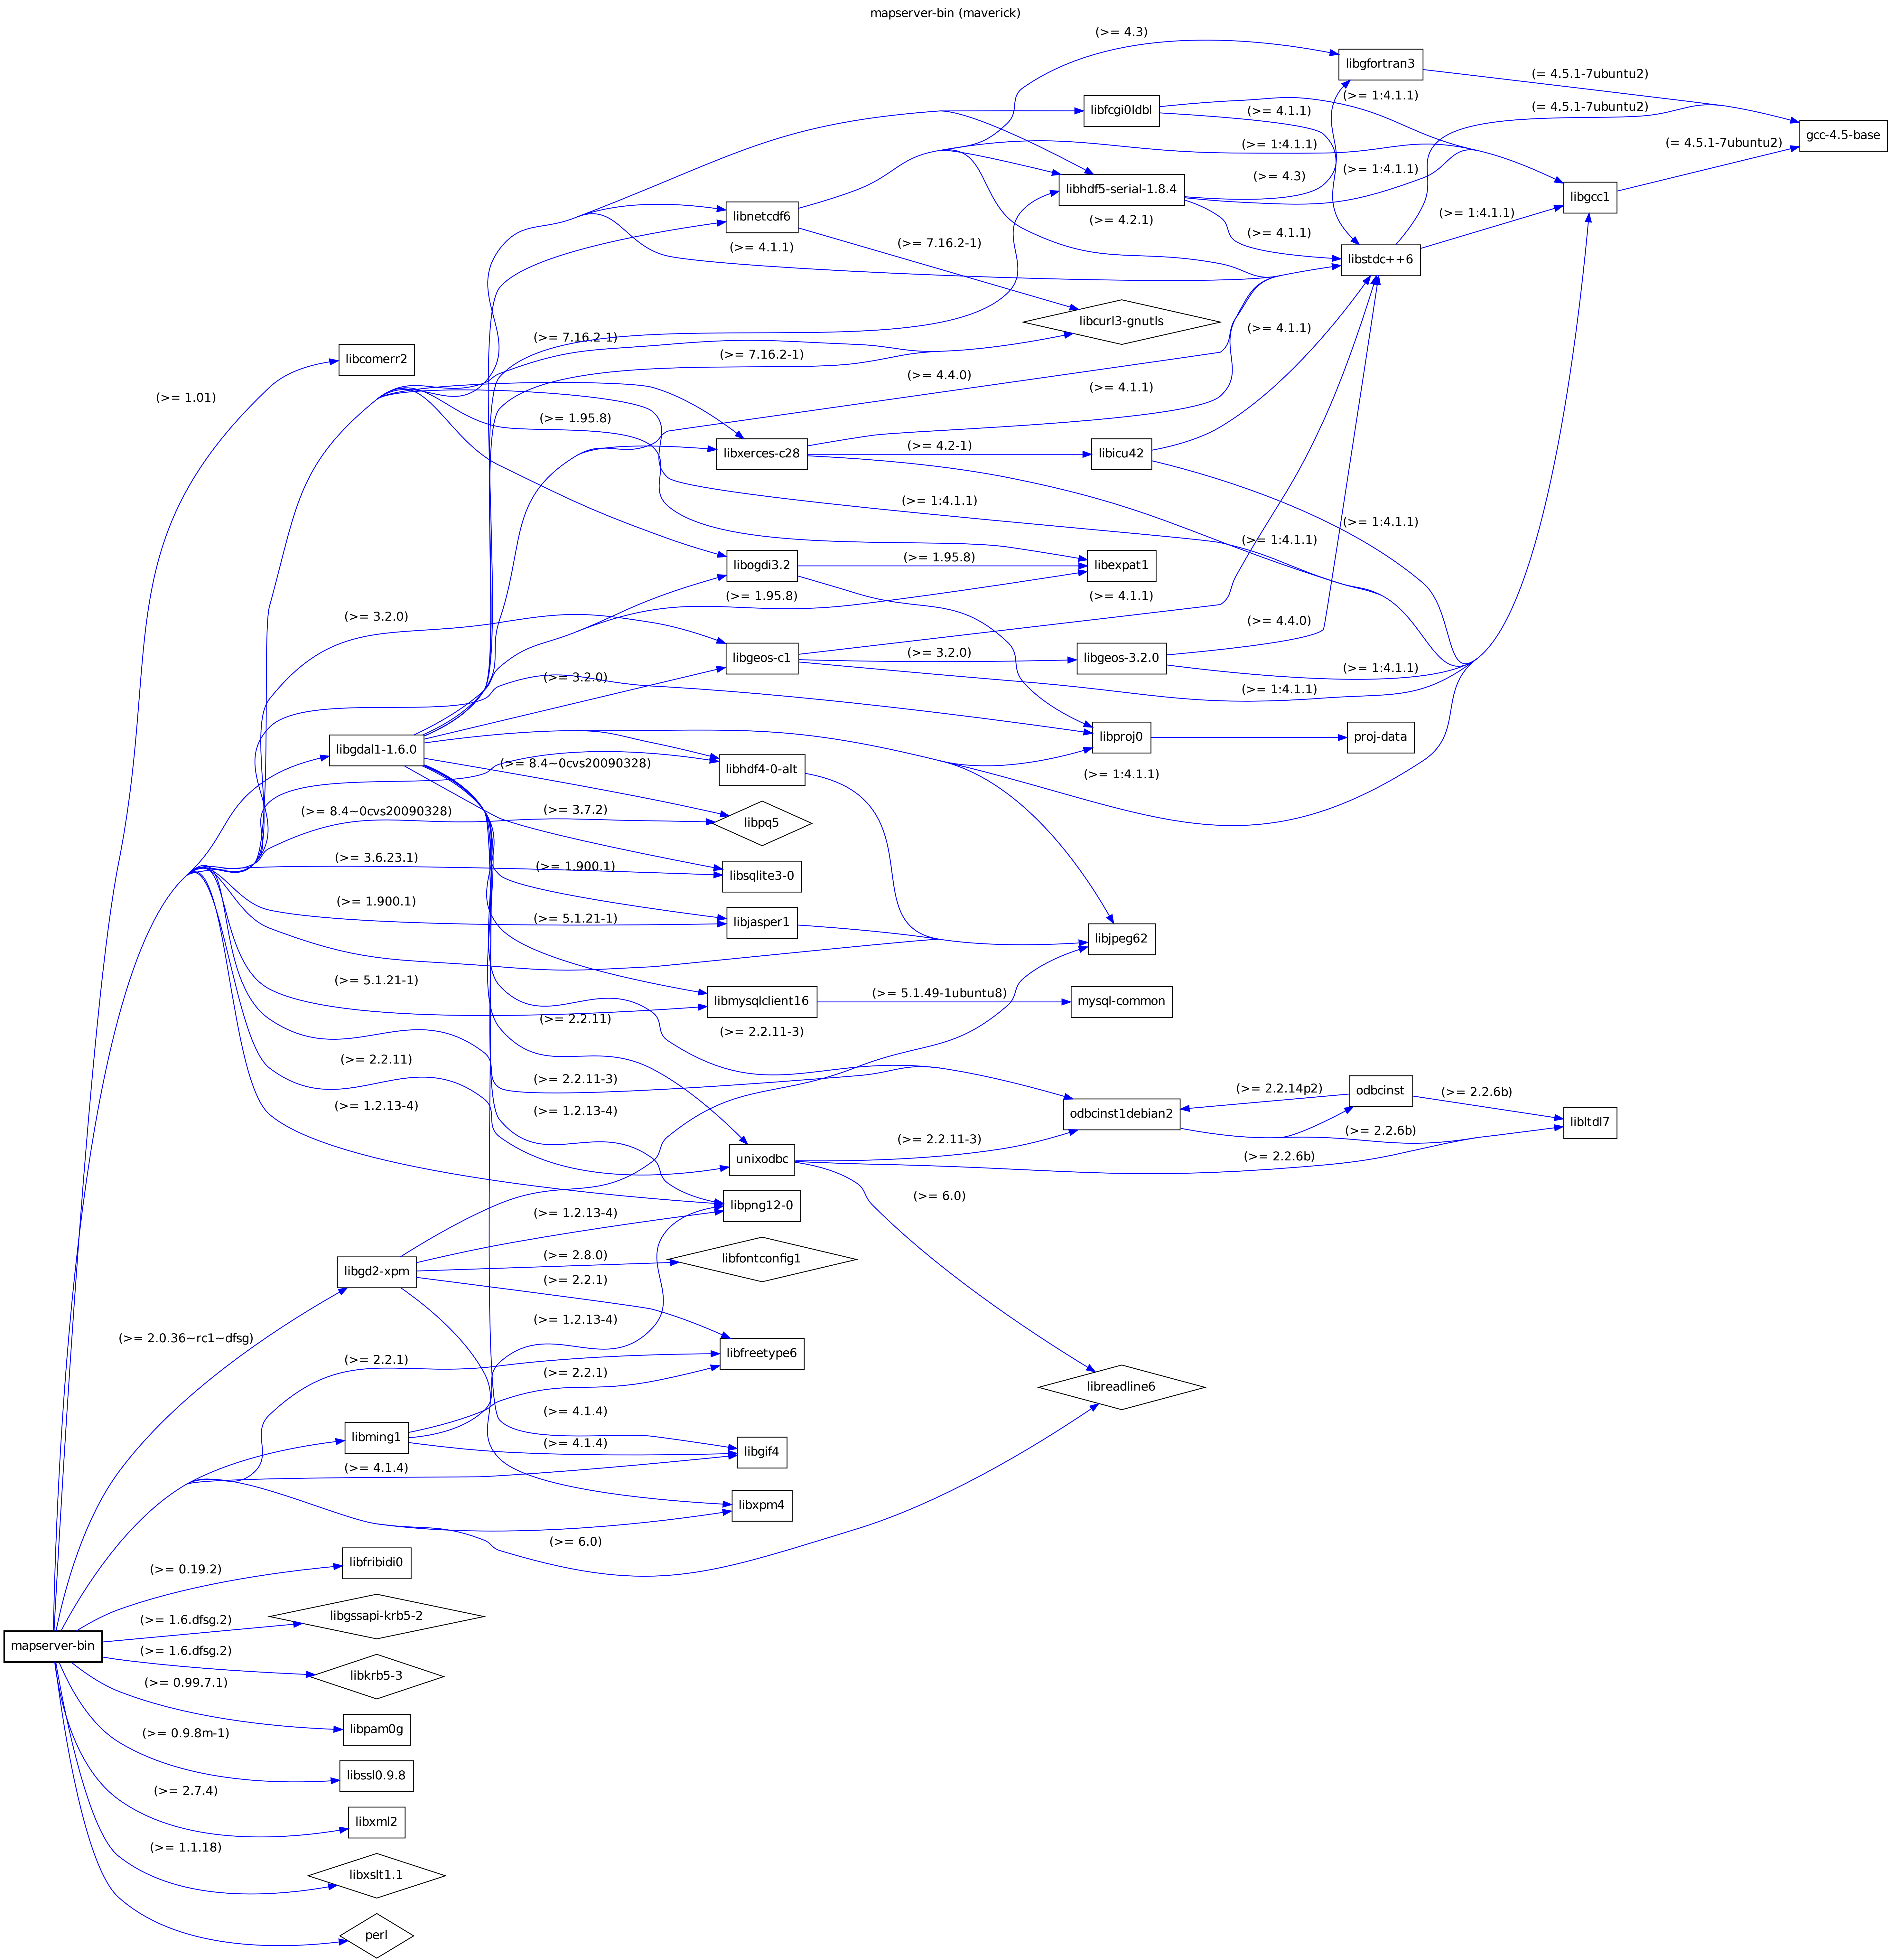 mapserver-bin (maverick)
(>= 4.3)
libgfortran3
(= 4.5.1-7ubuntu2)
(>= 1:4.1.1)
libfcgi0ldbl
(>= 4.1.1)
(= 4.5.1-7ubuntu2)
gcc-4.5-base
(>= 1:4.1.1)
(= 4.5.1-7ubuntu2)
libhdf5-serial-1.8.4
(>= 4.3)
(>= 1:4.1.1)
libgcc1
libnetcdf6
(>= 4.2.1)
(>= 1:4.1.1)
(>= 4.1.1)
(>= 7.16.2-1)
(>= 4.1.1)
libstdc++6
libcurl3-gnutls
(>= 4.1.1)
(>= 7.16.2-1)
(>= 7.16.2-1)
libcomerr2
(>= 4.4.0)
(>= 4.1.1)
(>= 1.01)
(>= 1.95.8)
libxerces-c28
(>= 4.2-1)
libicu42
(>= 1:4.1.1)
(>= 1:4.1.1)
(>= 1:4.1.1)
libogdi3.2
(>= 1.95.8)
libexpat1
(>= 1.95.8)
(>= 4.1.1)
(>= 3.2.0)
(>= 4.4.0)
libgeos-c1
(>= 3.2.0)
libgeos-3.2.0
(>= 1:4.1.1)
(>= 3.2.0)
(>= 1:4.1.1)
libproj0
proj-data
libgdal1-1.6.0
(>= 8.4~0cvs20090328)
libhdf4-0-alt
(>= 1:4.1.1)
(>= 8.4~0cvs20090328)
(>= 3.7.2)
libpq5
(>= 3.6.23.1)
(>= 1.900.1)
libsqlite3-0
(>= 1.900.1)
(>= 5.1.21-1)
libjasper1
libjpeg62
(>= 5.1.21-1)
libmysqlclient16
(>= 5.1.49-1ubuntu8)
mysql-common
(>= 2.2.11)
(>= 2.2.11-3)
(>= 2.2.11)
(>= 2.2.11-3)
(>= 2.2.14p2)
odbcinst
(>= 2.2.6b)
(>= 1.2.13-4)
(>= 1.2.13-4)
odbcinst1debian2
libltdl7
(>= 2.2.11-3)
(>= 2.2.6b)
unixodbc
(>= 2.2.6b)
(>= 6.0)
libpng12-0
(>= 1.2.13-4)
(>= 2.8.0)
libfontconfig1
libgd2-xpm
(>= 2.2.1)
(>= 1.2.13-4)
(>= 2.0.36~rc1~dfsg)
(>= 2.2.1)
libfreetype6
(>= 2.2.1)
libreadline6
(>= 4.1.4)
libming1
(>= 4.1.4)
libgif4
(>= 4.1.4)
libxpm4
(>= 6.0)
(>= 0.19.2)
libfribidi0
(>= 1.6.dfsg.2)
libgssapi-krb5-2
mapserver-bin
(>= 1.6.dfsg.2)
libkrb5-3
(>= 0.99.7.1)
libpam0g
(>= 0.9.8m-1)
libssl0.9.8
(>= 2.7.4)
libxml2
(>= 1.1.18)
libxslt1.1
perl